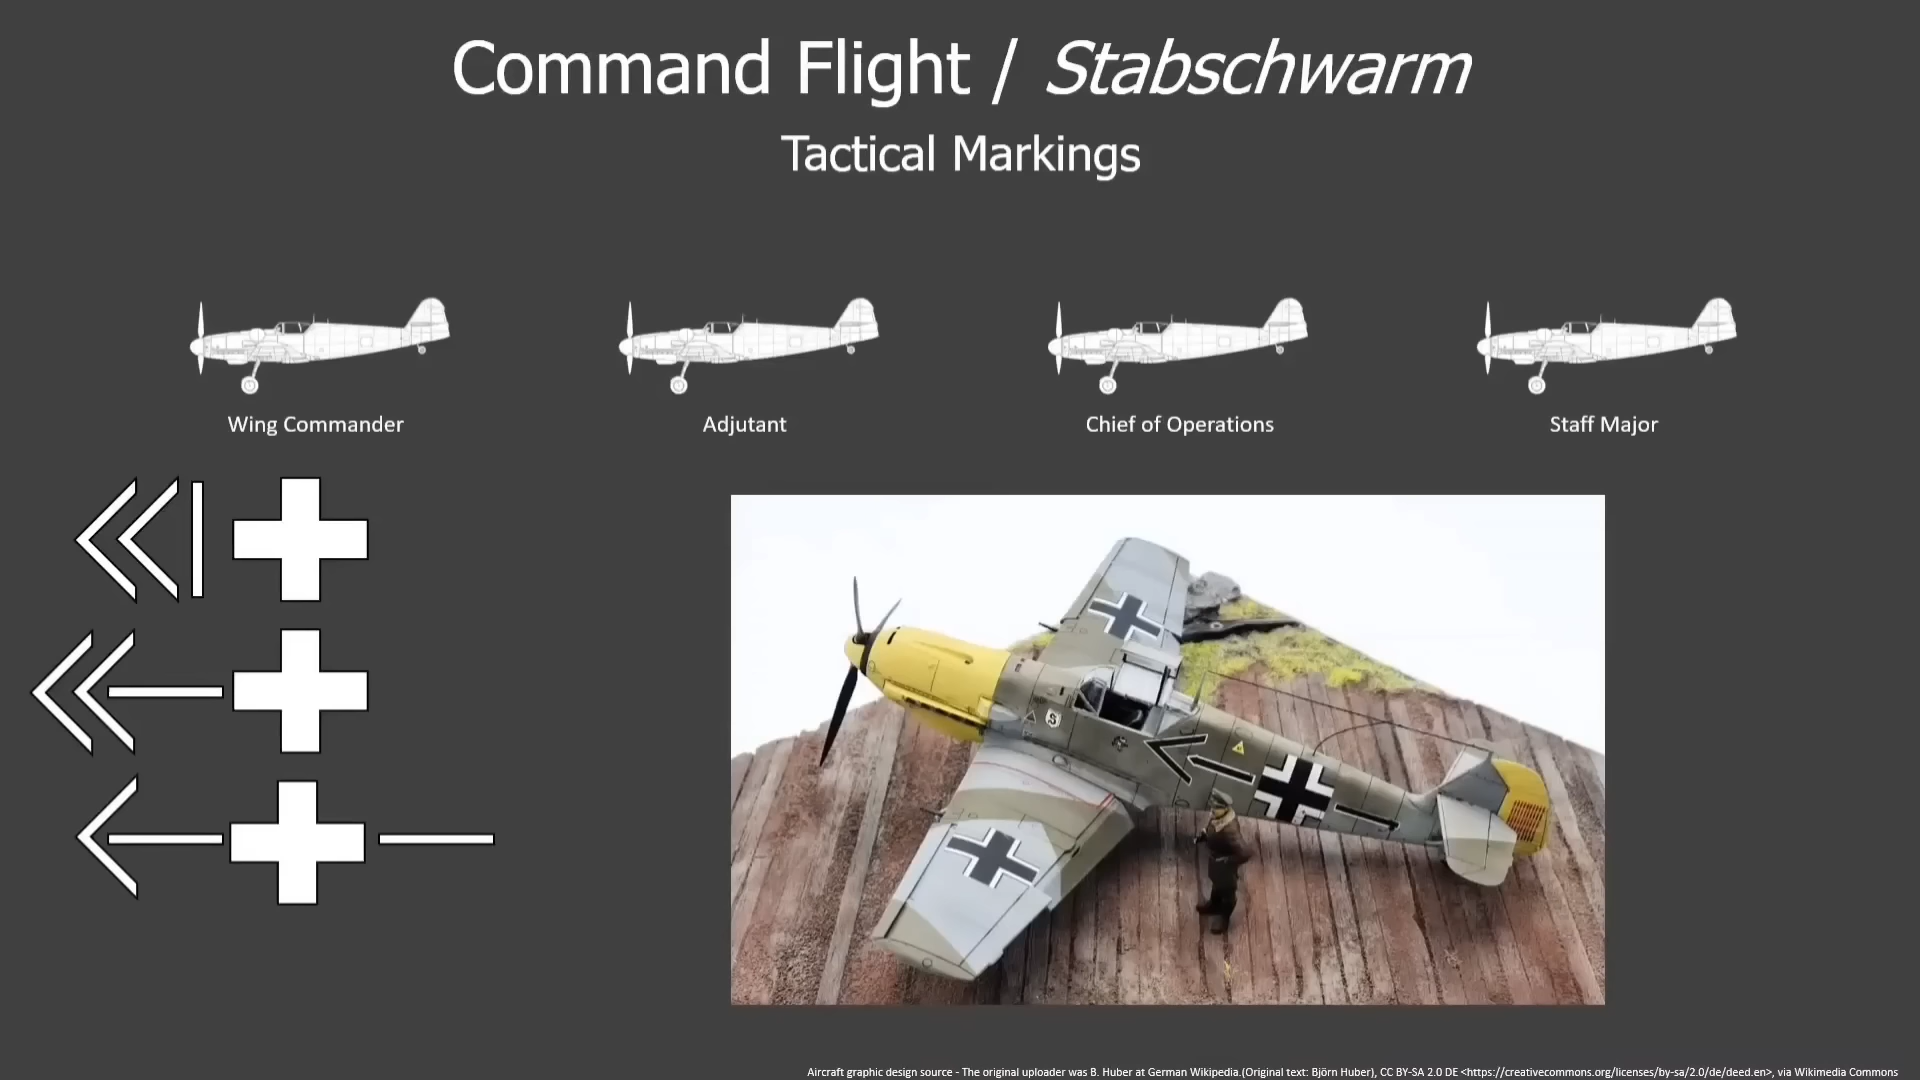 Command Flight / Stabschwarm
Tactical Markings
Wing Commander
Adjutant
Chief of Operations
Staff Major
S
Aircraft graphic design source - The original uploader was B. Huber at German Wikipedia.(Original text: Björn Huber), CC BY-SA 2.0 DE <https://creativecommons.org/licenses/by-sa/2.0/de/deed.en>, via Wikimedia Commons